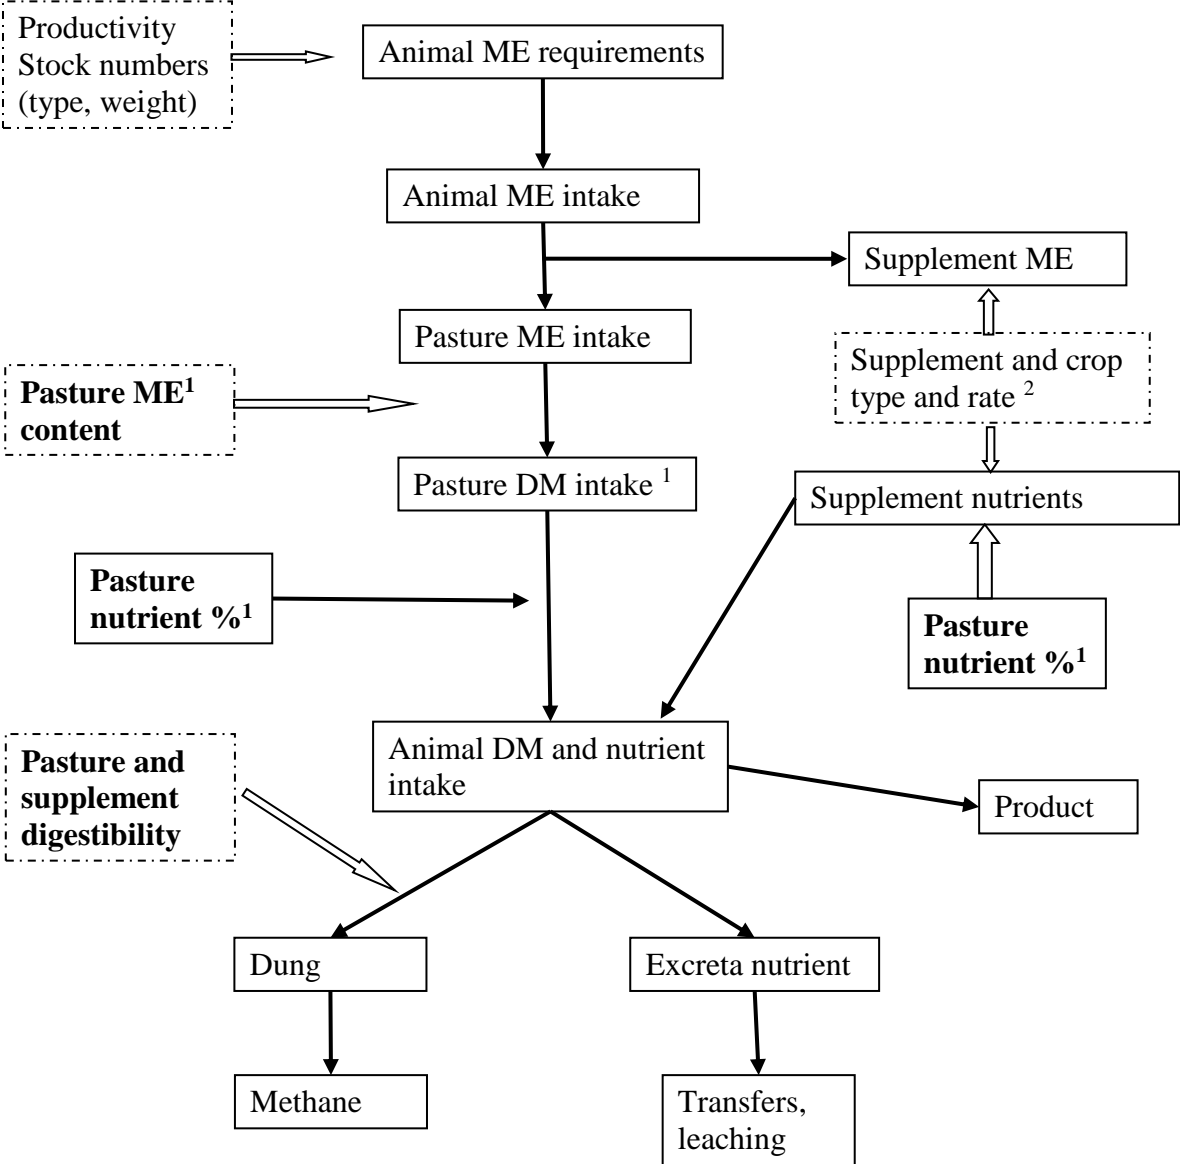 Productivity
Stock numbers
(type, weight)
Animal ME requirements
Animal ME intake
Supplement ME
Pasture ME intake
Supplement and crop
type and rate ²
Pasture ME¹
content
Pasture DM intake ¹
Supplement nutrients
Pasture
nutrient %¹
Pasture
nutrient %¹
Pasture and
supplement
digestibility
Animal DM and nutrient
intake
Product
Dung
Excreta nutrient
Methane
Transfers,
leaching